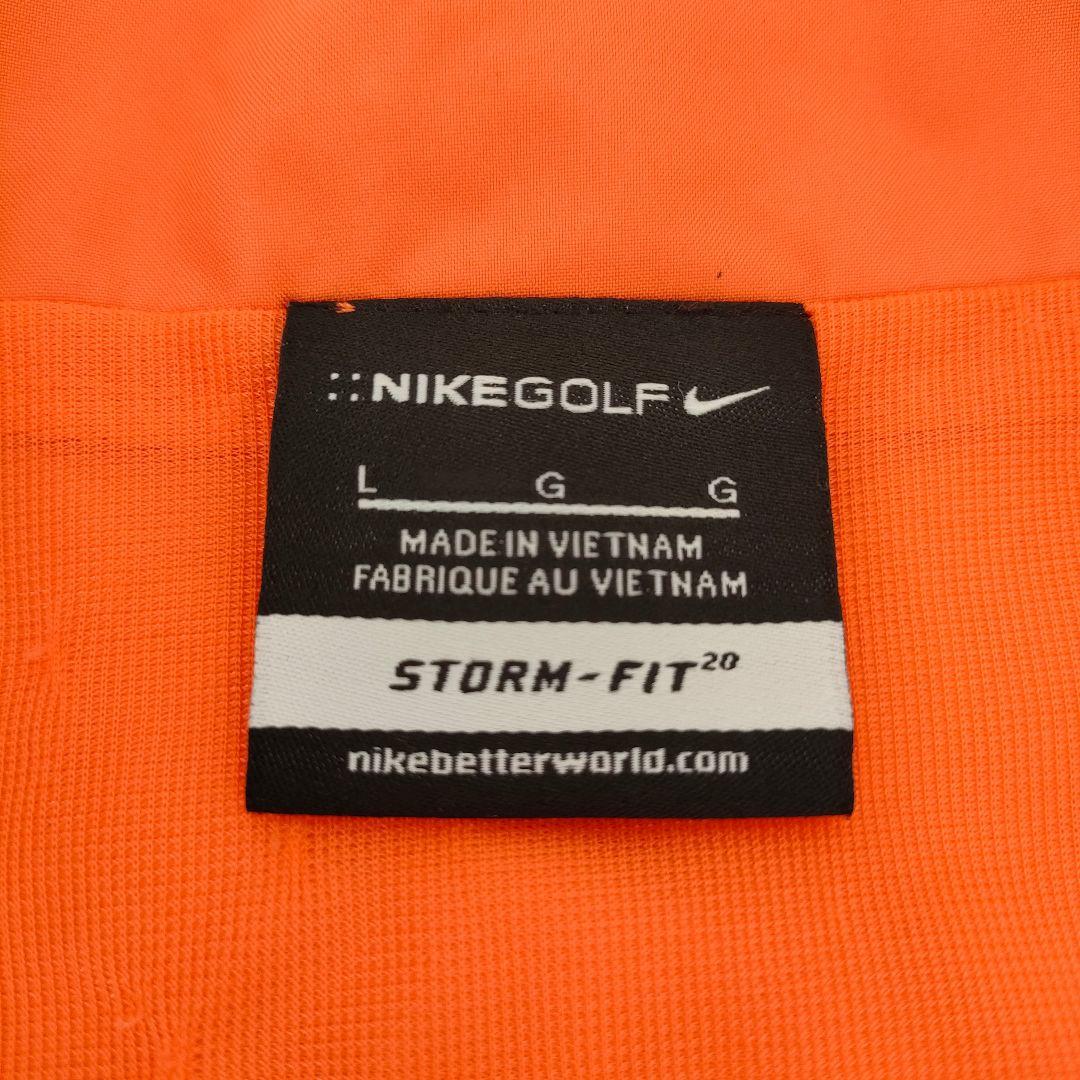 ::NIKEGOLF
L G G
MADE IN VIETNAM
FABRIQUE AU VIETNAM
STORM-FIT²⁰
nikebetterworld.com